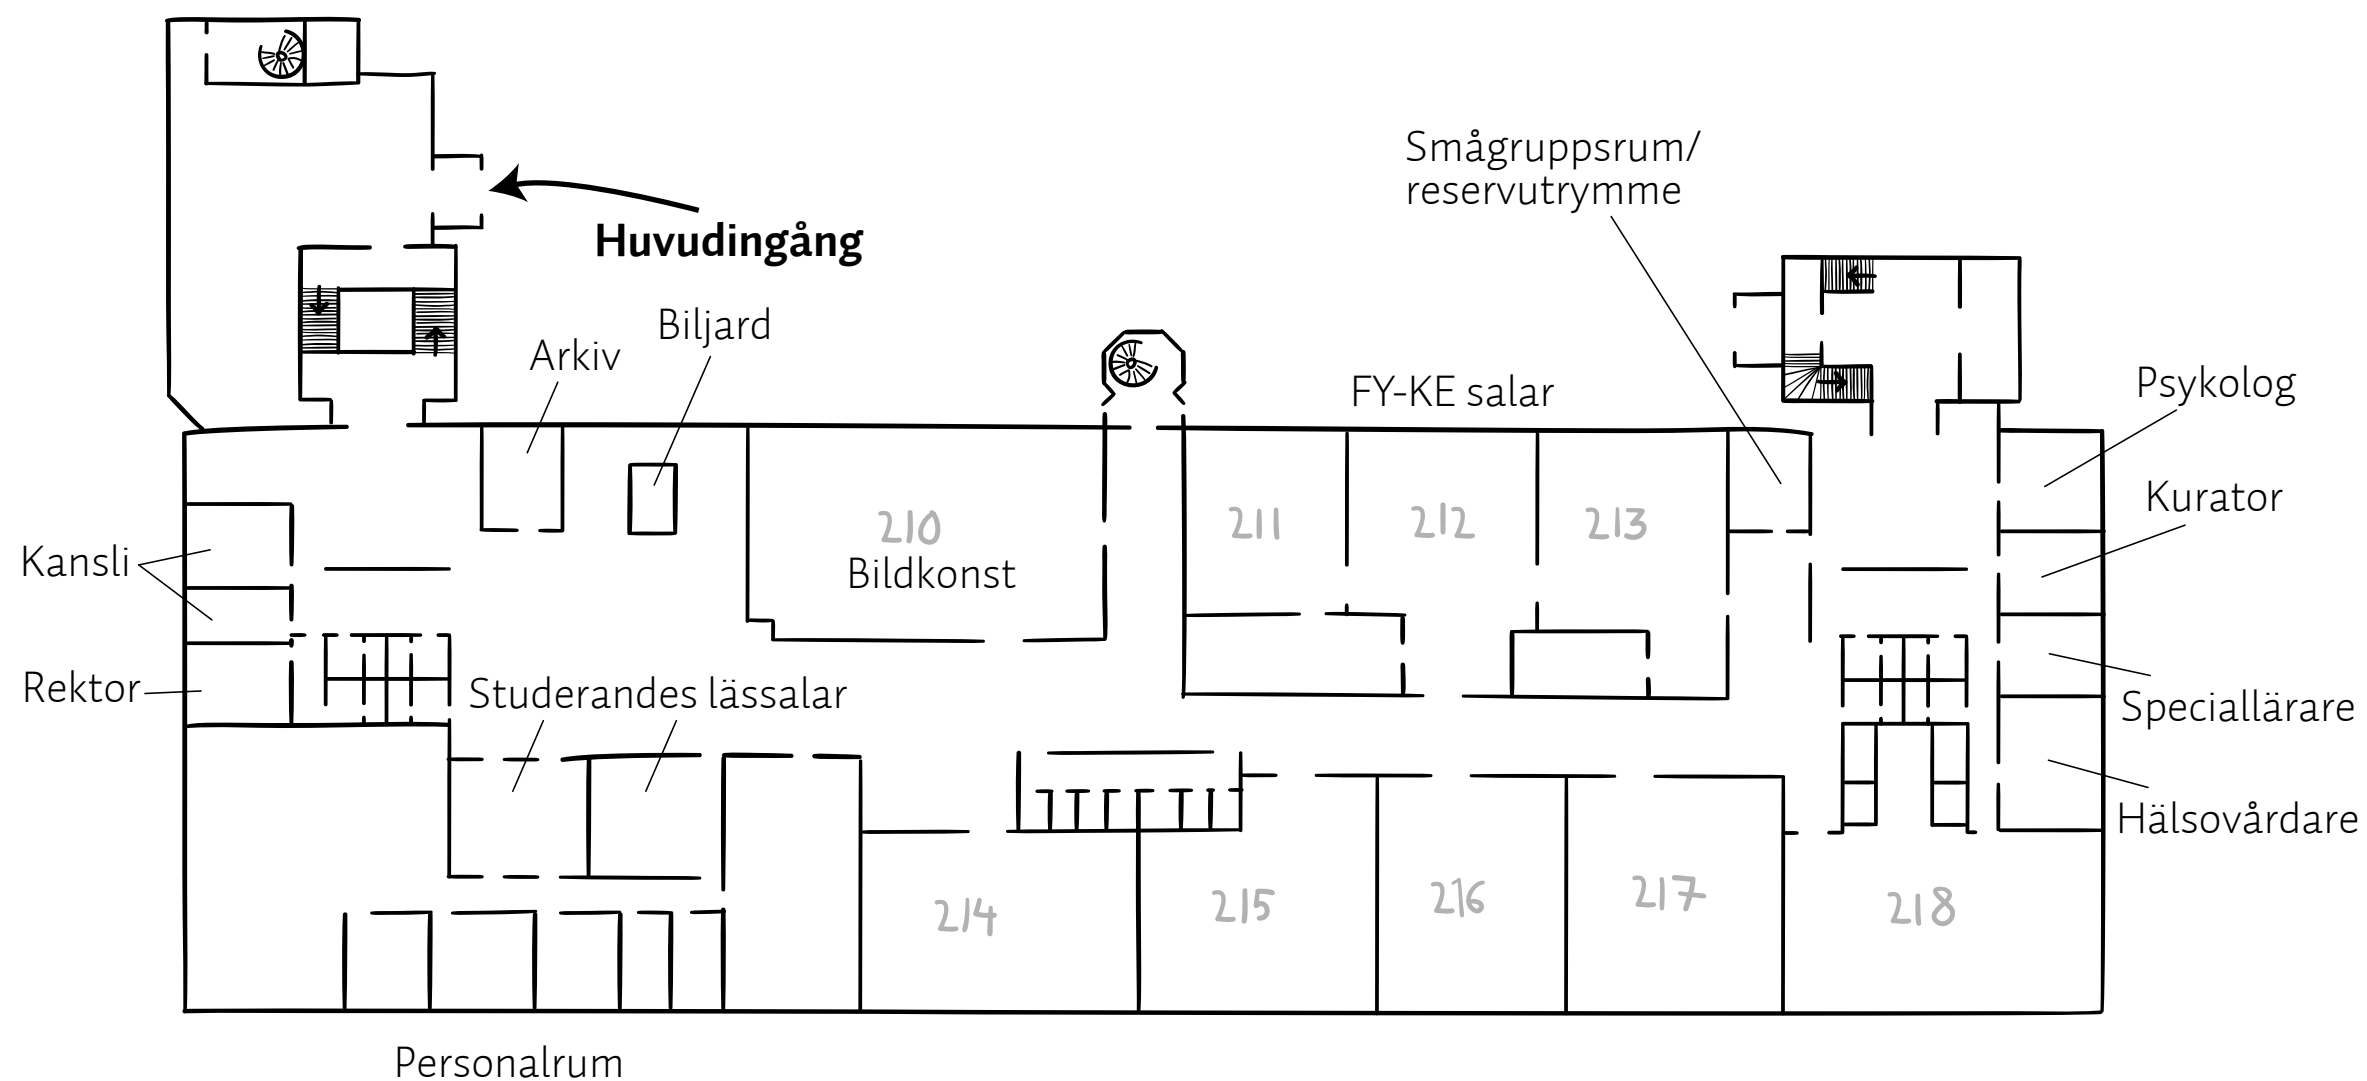 Smågruppsrum/
reservutrymme
Huvudingång
Biljard
Arkiv
FY-KE salar
Psykolog
Kurator
210
Bildkonst
211
212
213
Kansli
Rektor
Studerandes lässalar
Speciallärare
Hälsovårdare
214
215
216
217
218
Personalrum